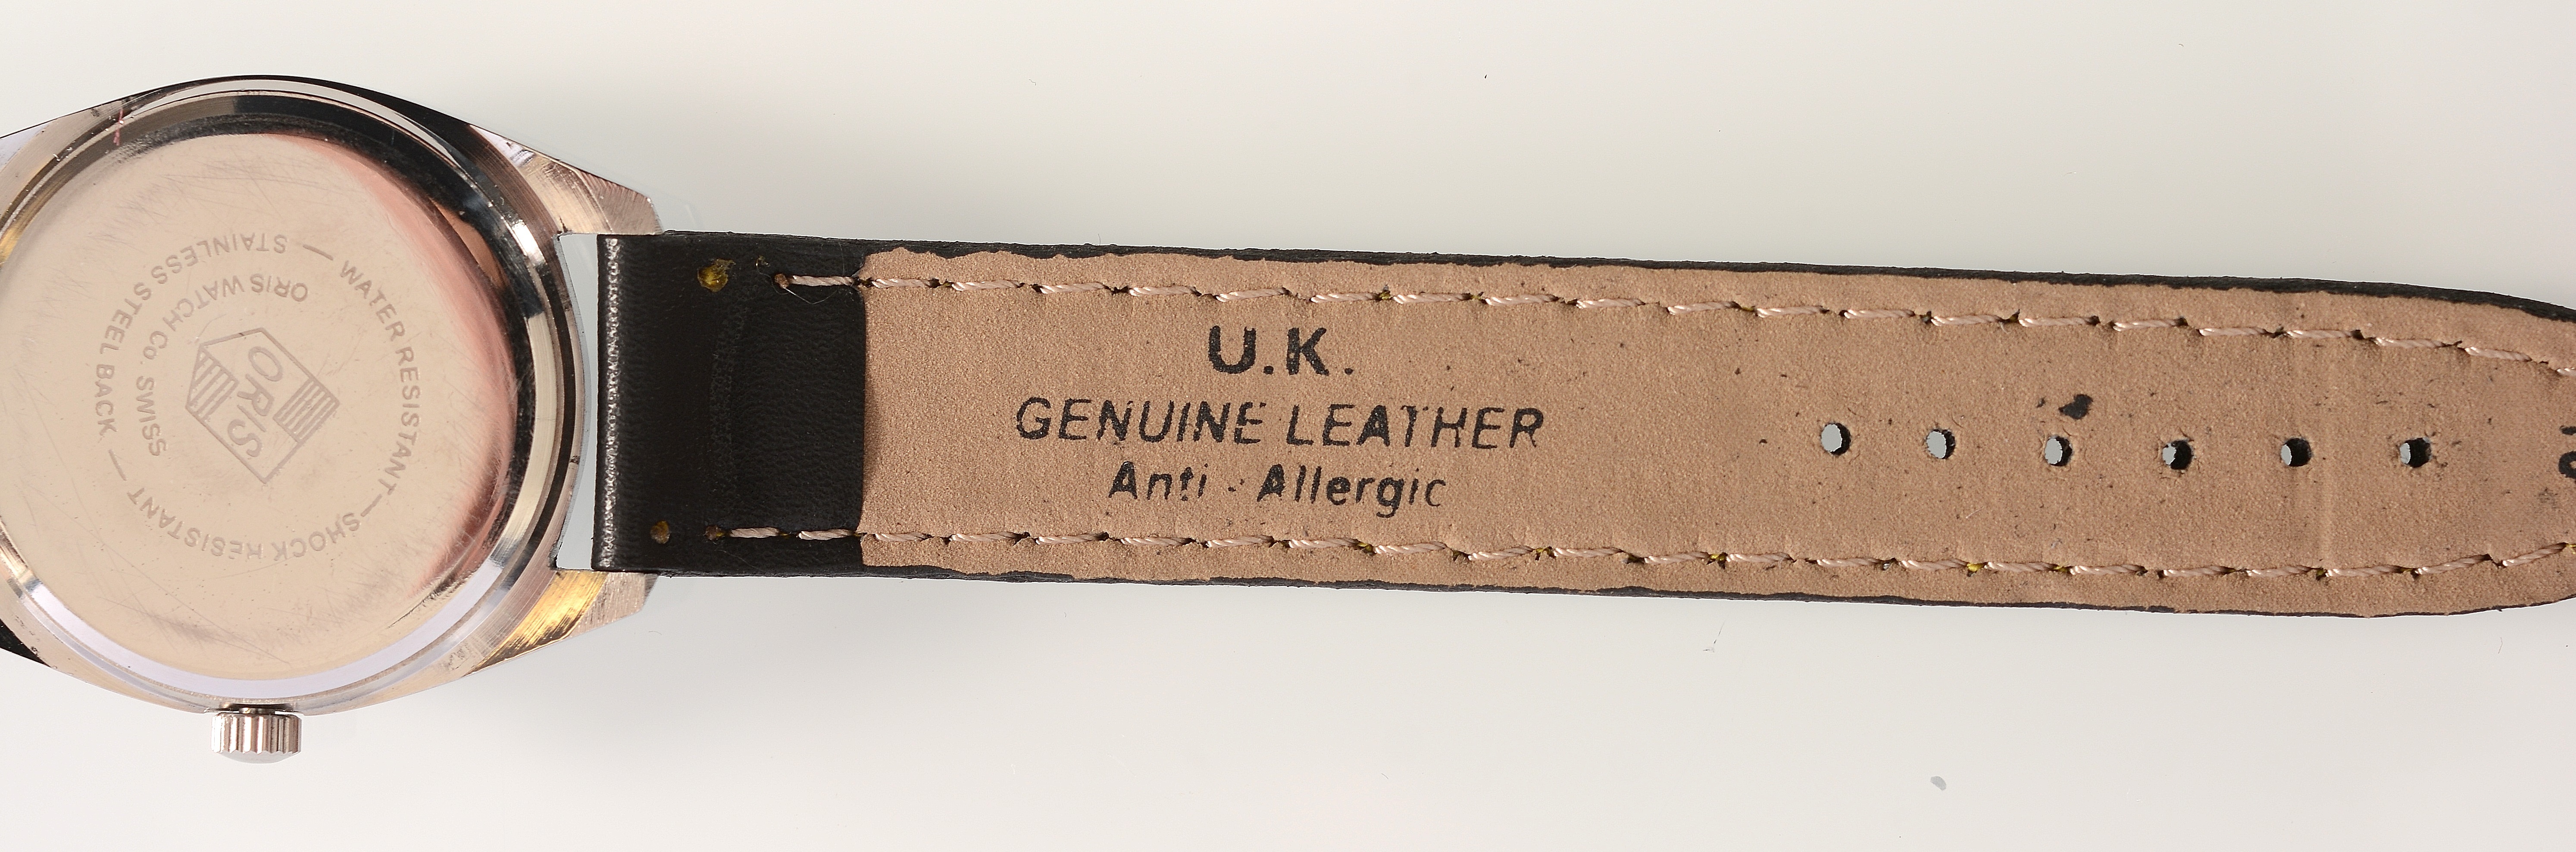 WATER RESISTANT — SHOCK RESISTANT — STAINLESS STEEL BACK —
ORIS WATCH Co. SWISS
ORIS
U.K.
GENUINE LEATHER
Anti - Allergic